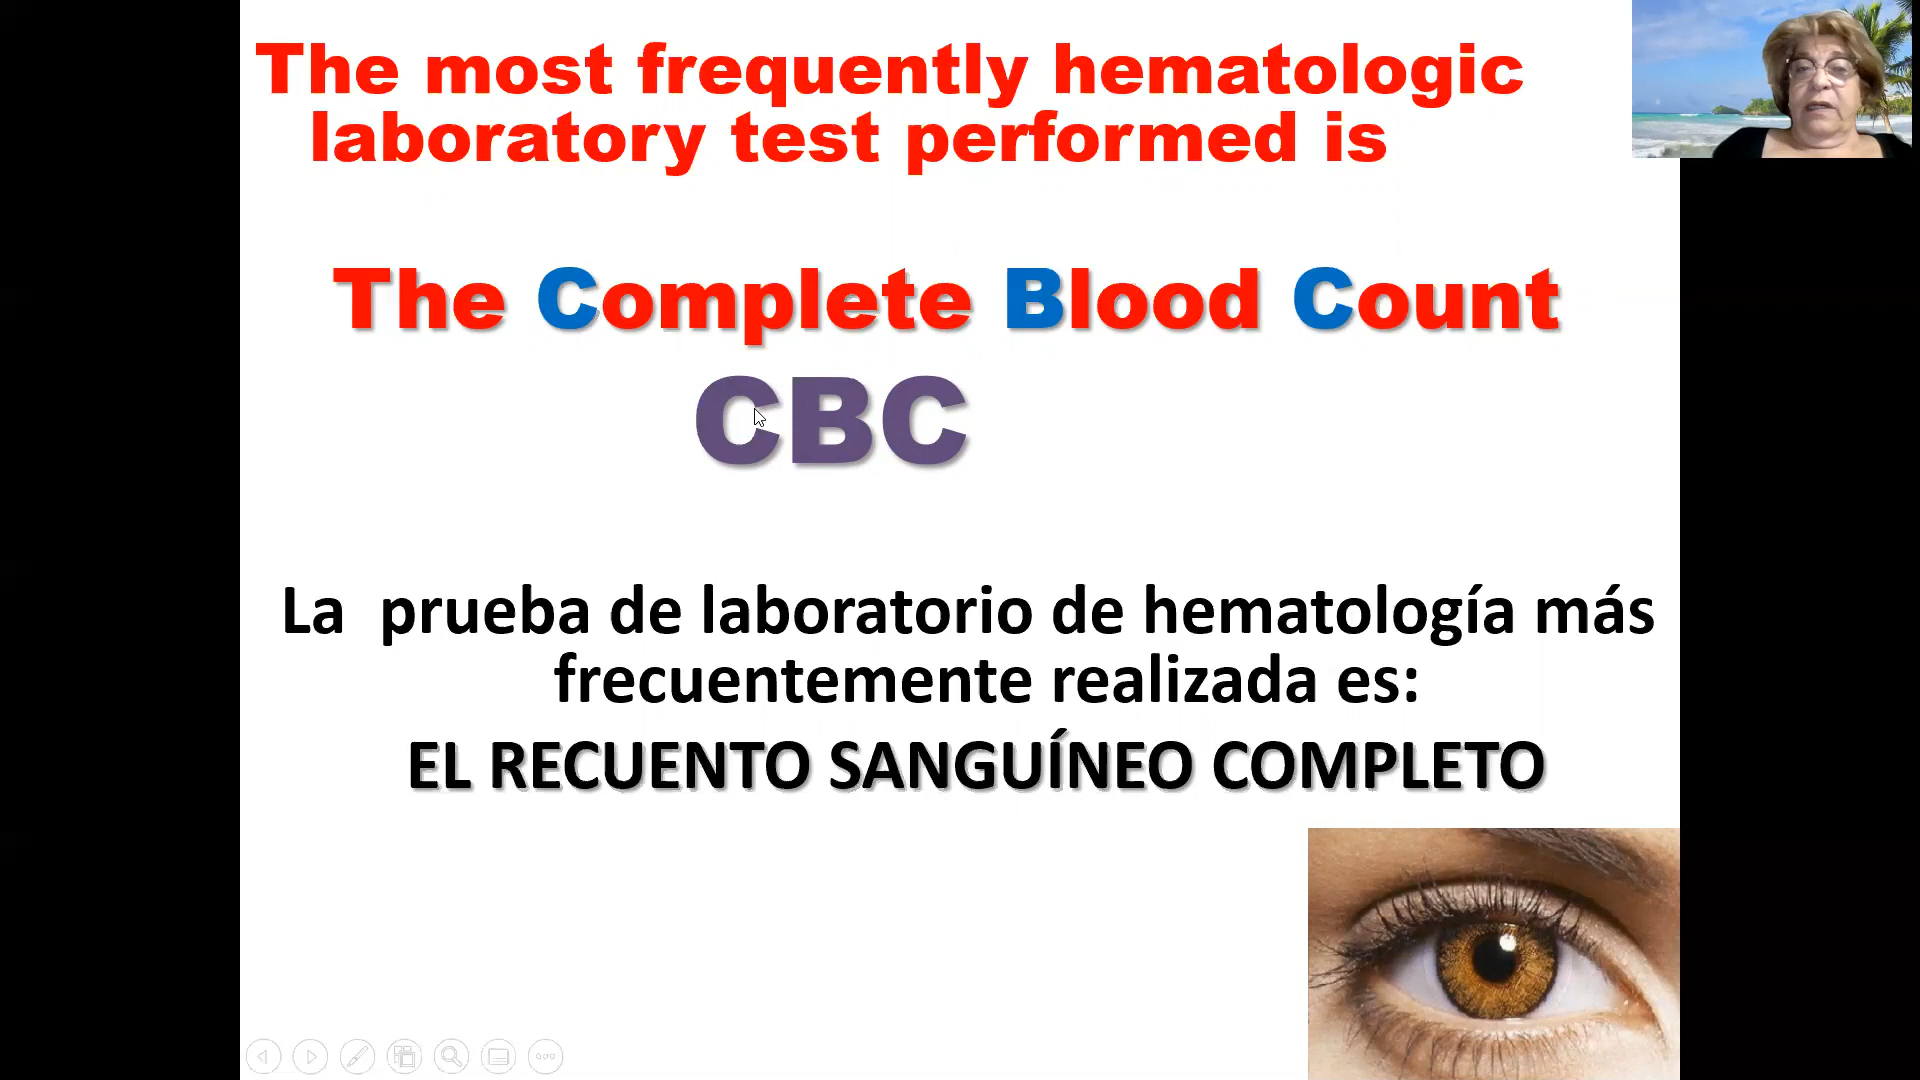 The most frequently hematologic
laboratory test performed is
The Complete Blood Count
CBC
La prueba de laboratorio de hematología más
frecuentemente realizada es:
EL RECUENTO SANGUÍNEO COMPLETO